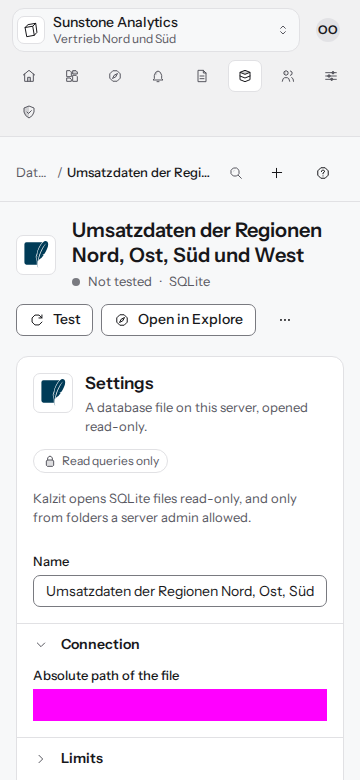 Sunstone Analytics
Vertrieb Nord und Süd
OO
Dat... / Umsatzdaten der Regi...
Umsatzdaten der Regionen
Nord, Ost, Süd und West
Not tested · SQLite
Test
Open in Explore
Settings
A database file on this server, opened
read-only.
Read queries only
Kalzit opens SQLite files read-only, and only
from folders a server admin allowed.
Name
Umsatzdaten der Regionen Nord, Ost, Süd
Connection
Absolute path of the file
Limits